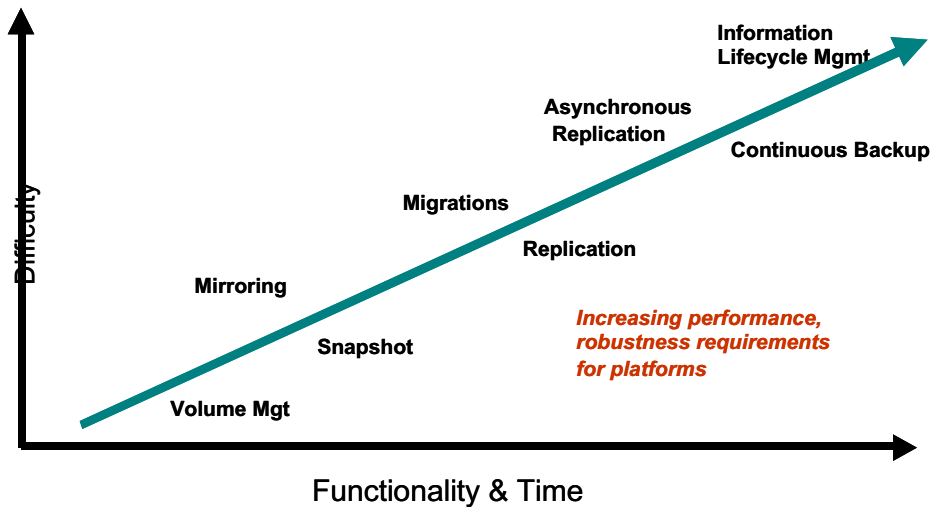 Information
Lifecycle Mgmt
Asynchronous
Replication
Continuous Backup
Difficulty
Migrations
Replication
Mirroring
Increasing performance,
robustness requirements
for platforms
Snapshot
Volume Mgt
Functionality & Time